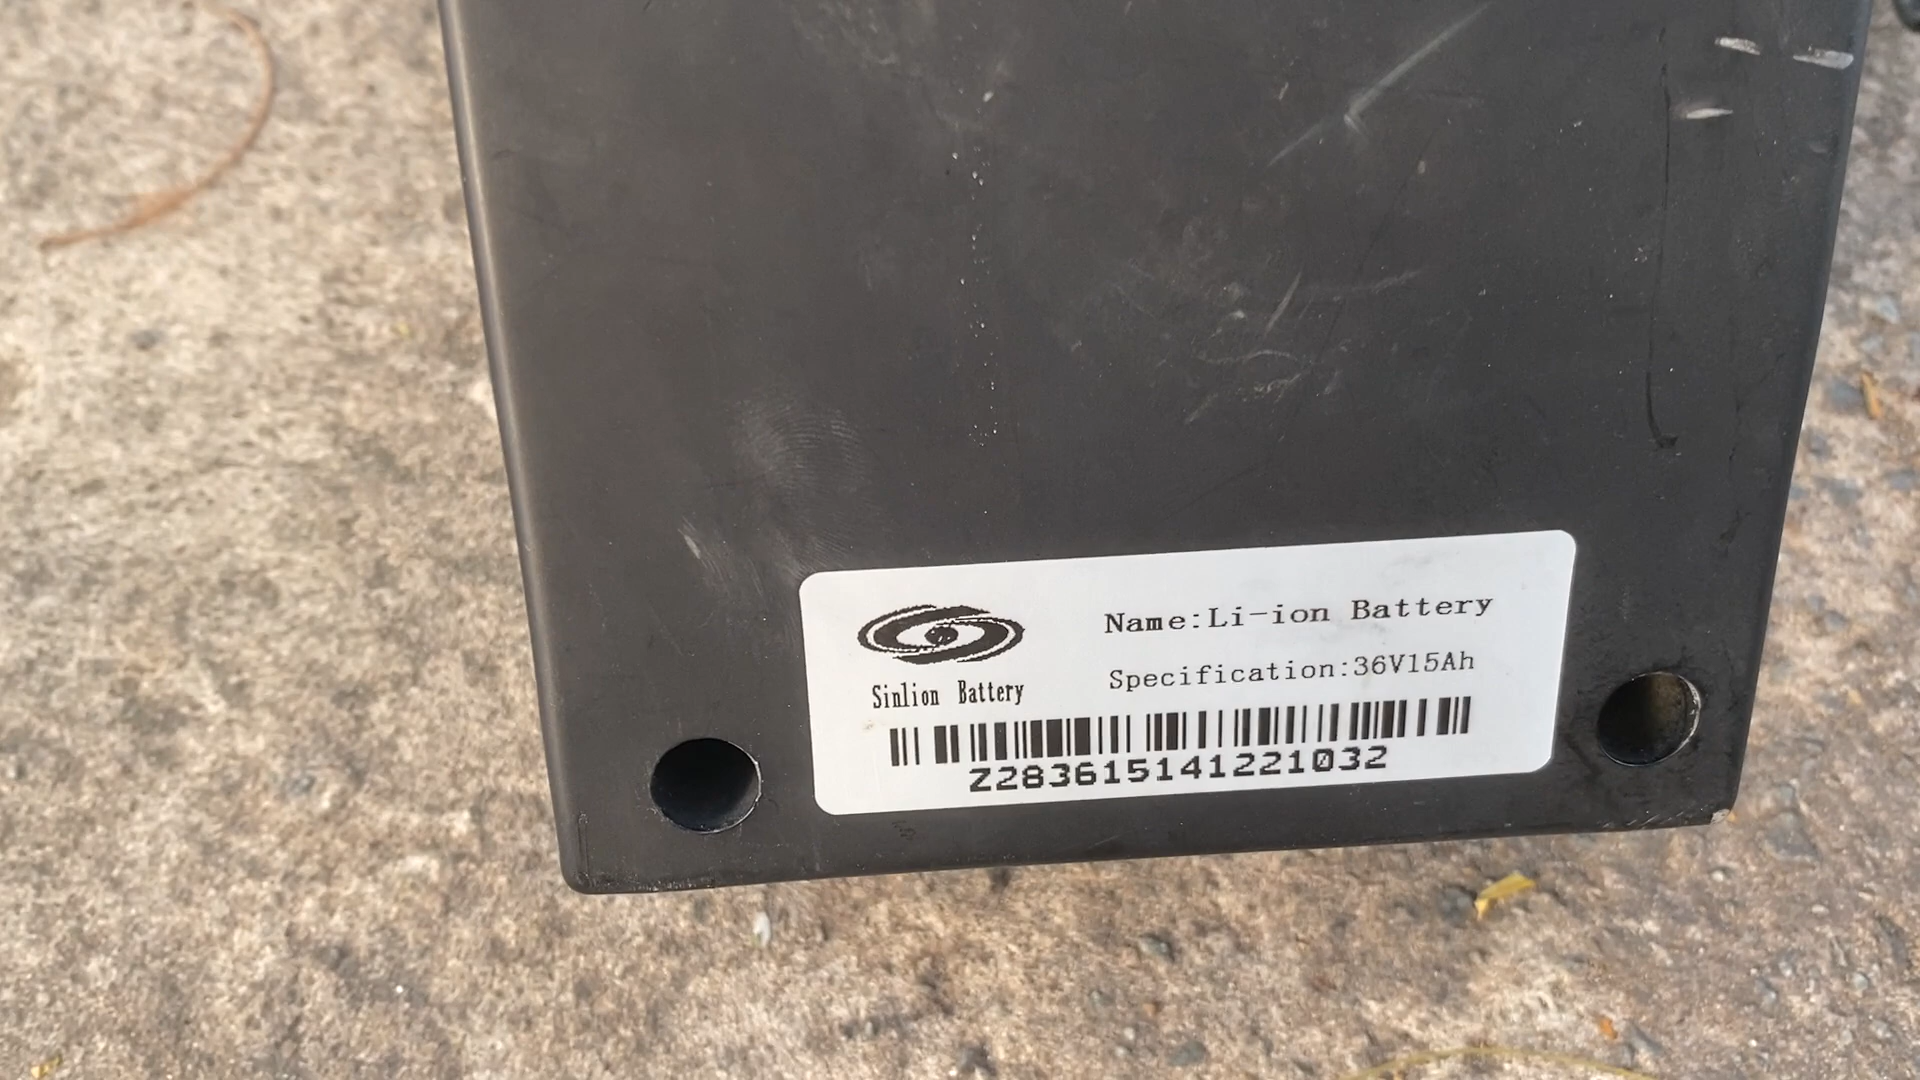 Name:Li-ion Battery
Specification:36V15Ah
Sinlion Battery
Z283615141221032